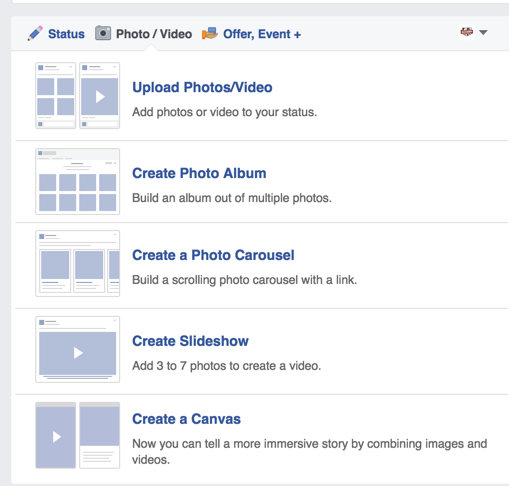 Status Photo / Video Offer, Event +
Upload Photos/Video
Add photos or video to your status.
Create Photo Album
Build an album out of multiple photos.
Create a Photo Carousel
Build a scrolling photo carousel with a link.
Create Slideshow
Add 3 to 7 photos to create a video.
Create a Canvas
Now you can tell a more immersive story by combining images and
videos.